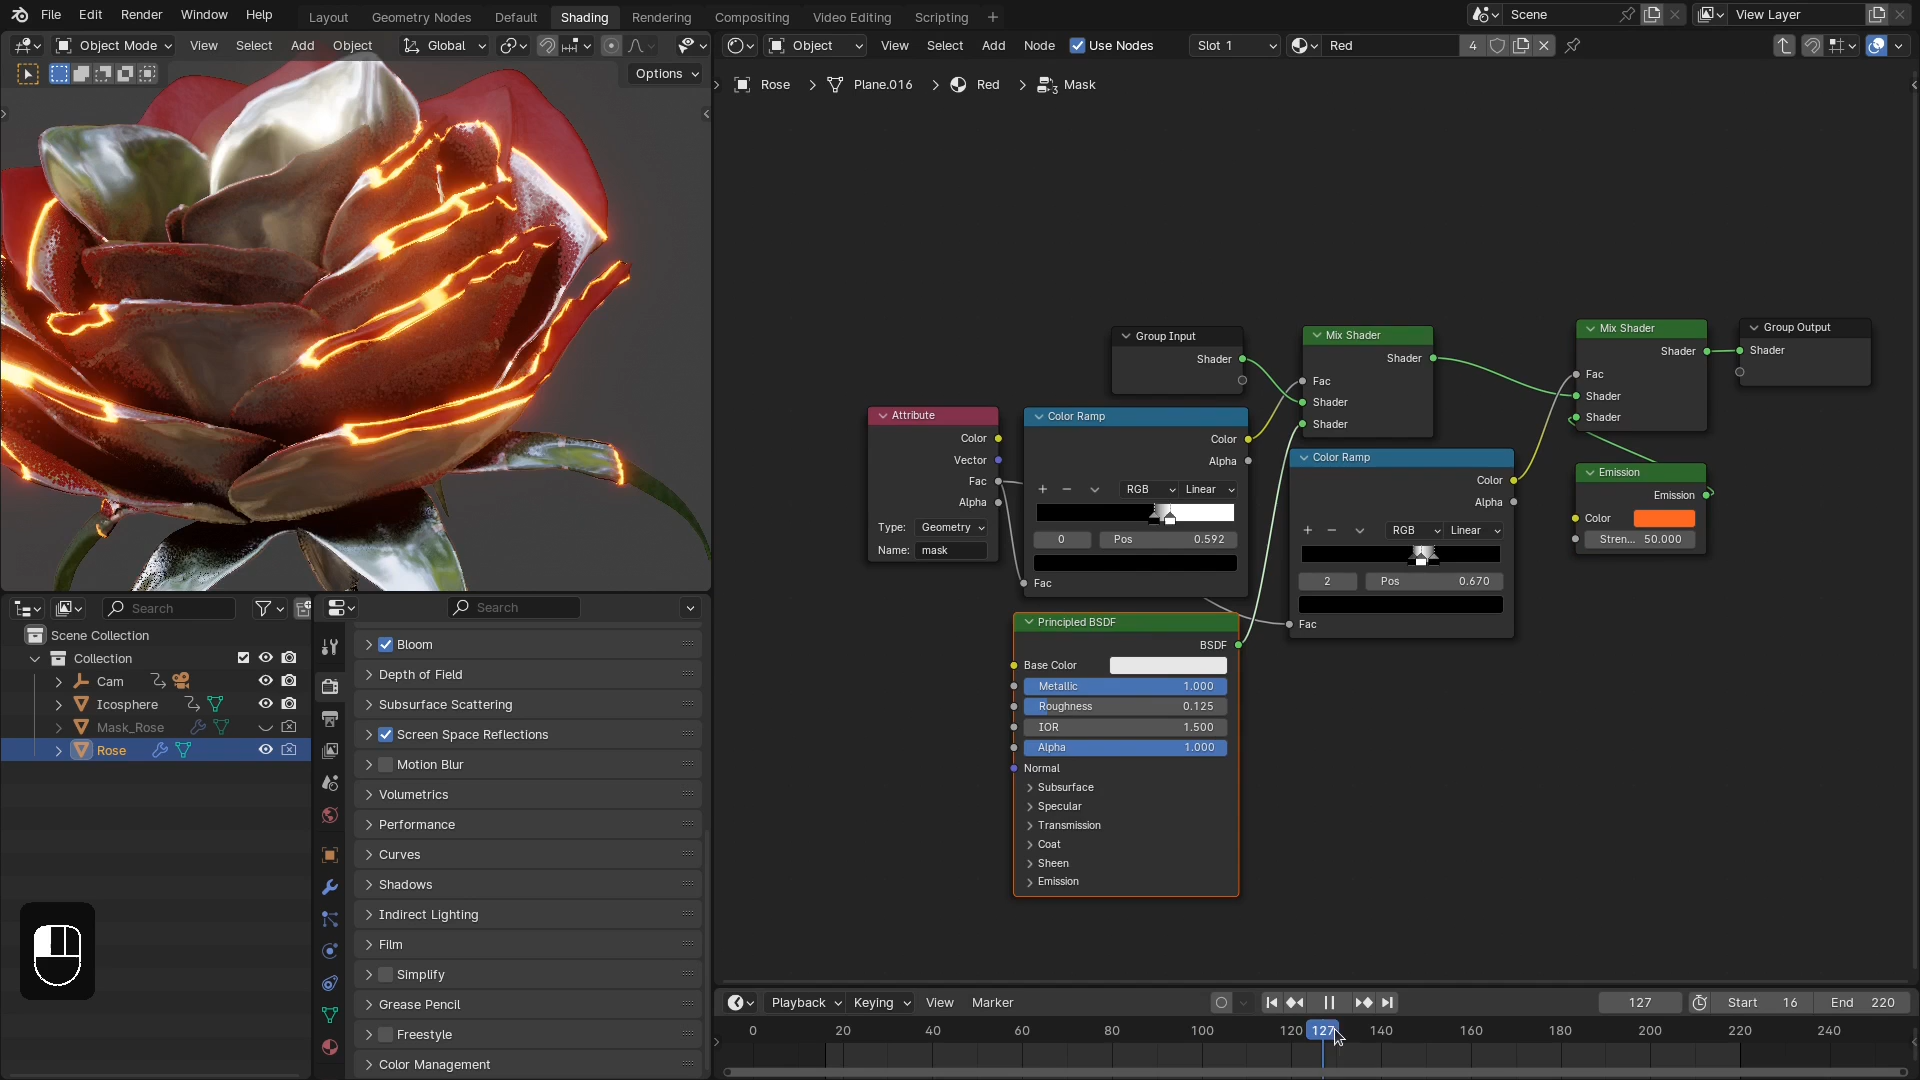 File Edit Render Window Help Layout Geometry Nodes Default Shading Rendering Compositing Video Editing Scripting + Scene View Layer
Object Mode View Select Add Object Global
Options
Object View Select Add Node Use Nodes Slot 1 Red 4
Rose Plane.016 Red 3 Mask
Group Input
Shader
Mix Shader
Shader
Fac
Shader
Shader
Mix Shader
Shader
Fac
Shader
Shader
Group Output
Shader
Attribute
Color
Vector
Fac
Alpha
Type: Geometry
Name: mask
Color Ramp
Color
Alpha
RGB Linear
0 Pos 0.592
Fac
Color Ramp
Color
Alpha
RGB Linear
2 Pos 0.670
Fac
Emission
Emission
Color
Stren... 50.000
Principled BSDF
BSDF
Base Color
Metallic 1.000
Roughness 0.125
IOR 1.500
Alpha 1.000
Normal
Subsurface
Specular
Transmission
Coat
Sheen
Emission
Search
Scene Collection
Collection
Cam
Icosphere
Mask_Rose
Rose
Search
Bloom
Depth of Field
Subsurface Scattering
Screen Space Reflections
Motion Blur
Volumetrics
Performance
Curves
Shadows
Indirect Lighting
Film
Simplify
Grease Pencil
Freestyle
Color Management
Playback Keying View Marker 127 Start 16 End 220
0 20 40 60 80 100 120 127 140 160 180 200 220 240